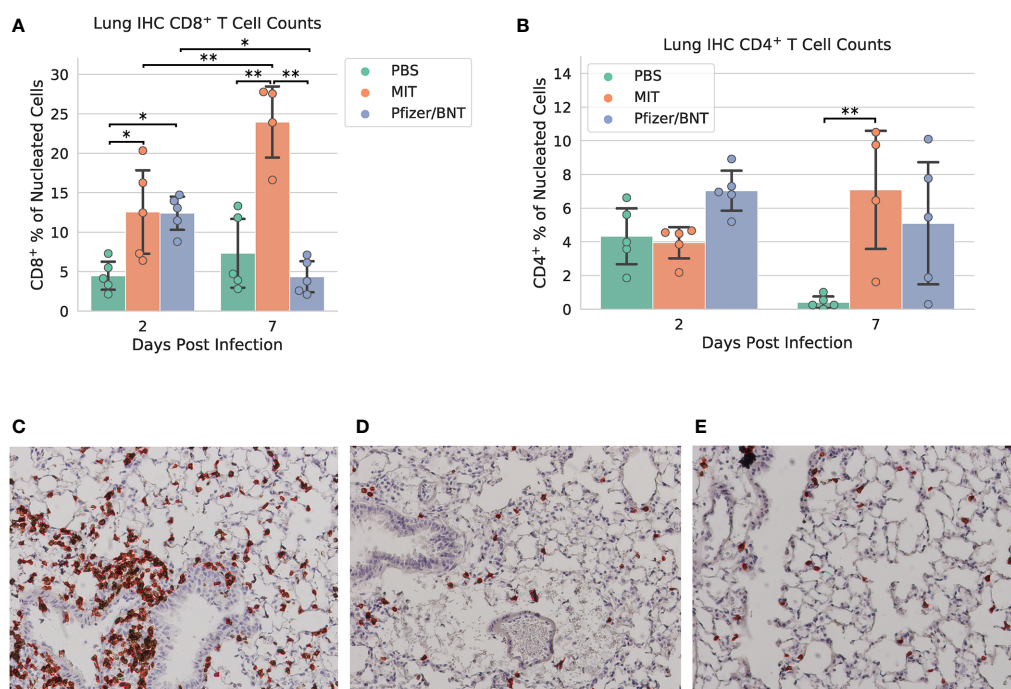 A
Lung IHC CD8⁺ T Cell Counts
CD8⁺ % of Nucleated Cells
30
25
20
15
10
5
0
*
**
**
**
*
*
2
7
Days Post Infection
PBS
MIT
Pfizer/BNT
B
Lung IHC CD4⁺ T Cell Counts
CD4⁺ % of Nucleated Cells
14
12
10
8
6
4
2
0
PBS
MIT
Pfizer/BNT
**
2
7
Days Post Infection
C
D
E